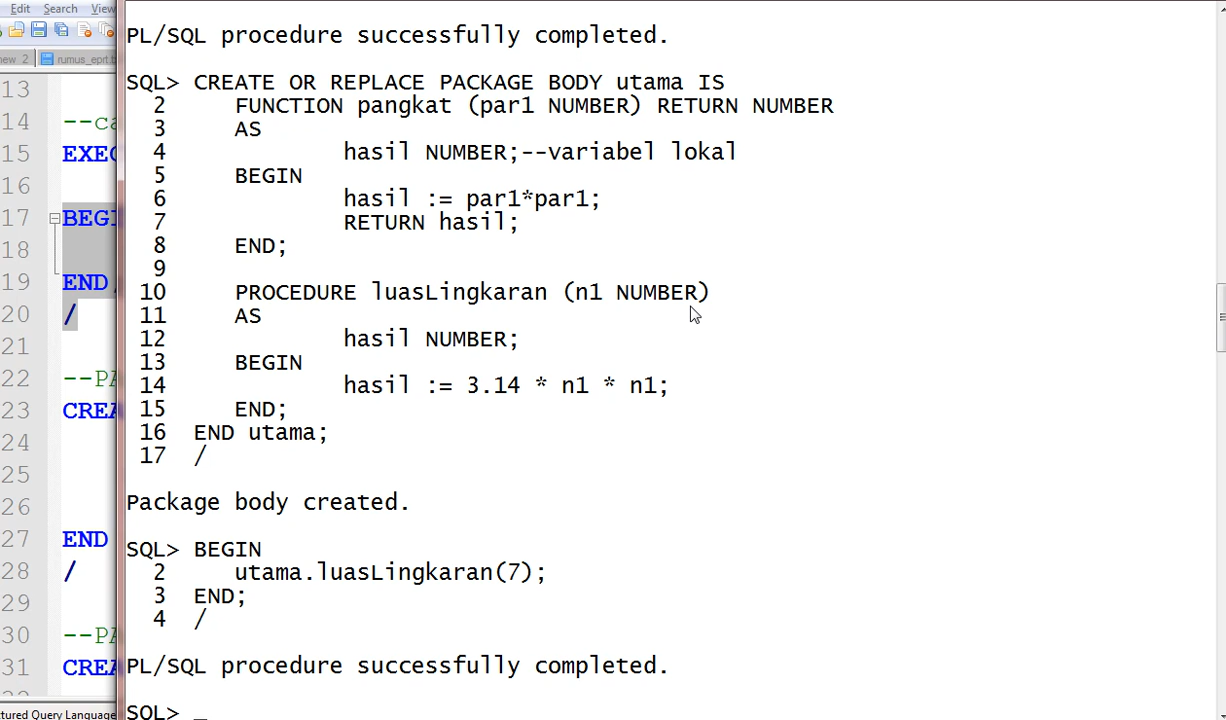 Edit Search View
new 2 rumus_eprt.
13
14 --ca
15 EXEC
16
17 BEGI
18
19 END
20 /
21
22 --PA
23 CREA
24
25
26
27 END
28 /
29
30 --PA
31 CREA
tured Query Language
PL/SQL procedure successfully completed.
SQL> CREATE OR REPLACE PACKAGE BODY utama IS
2 FUNCTION pangkat (par1 NUMBER) RETURN NUMBER
3 AS
4 hasil NUMBER;--variabel lokal
5 BEGIN
6 hasil := par1*par1;
7 RETURN hasil;
8 END;
9
10 PROCEDURE luasLingkaran (n1 NUMBER)
11 AS
12 hasil NUMBER;
13 BEGIN
14 hasil := 3.14 * n1 * n1;
15 END;
16 END utama;
17 /
Package body created.
SQL> BEGIN
2 utama.luasLingkaran(7);
3 END;
4 /
PL/SQL procedure successfully completed.
SQL> _